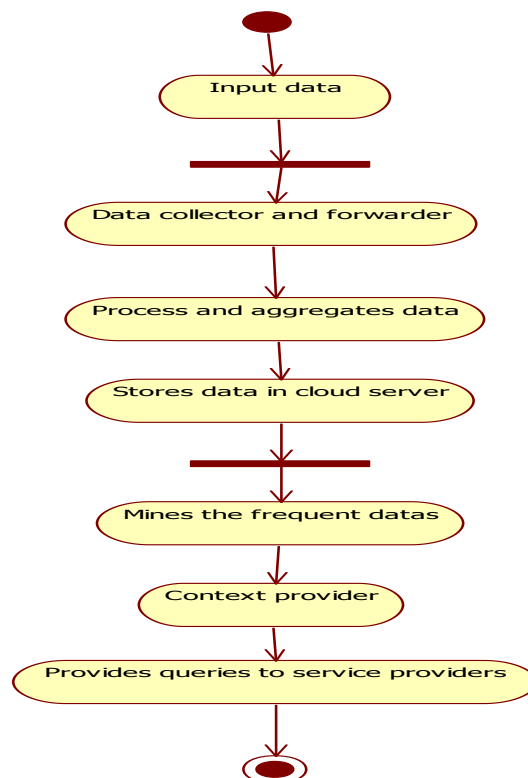 Input data
Data collector and forwarder
Process and aggregates data
Stores data in cloud server
Mines the frequent datas
Context provider
Provides queries to service providers